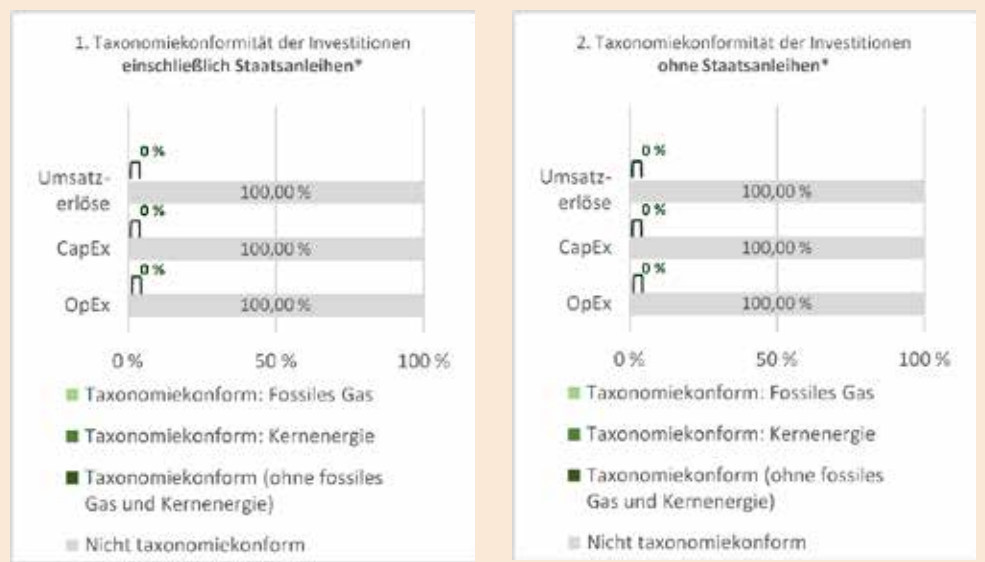 1. Taxonomiekonformität der Investitionen
einschließlich Staatsanleihen*
0 %
Umsatz-
erlöse
100,00 %
0 %
CapEx
100,00 %
0 %
OpEx
100,00 %
0 %
50 %
100 %
Taxonomiekonform: Fossiles Gas
Taxonomiekonform: Kernenergie
Taxonomiekonform (ohne fossiles
Gas und Kernenergie)
Nicht taxonomiekonform
2. Taxonomiekonformität der Investitionen
ohne Staatsanleihen*
0 %
Umsatz-
erlöse
100,00 %
0 %
CapEx
100,00 %
0 %
OpEx
100,00 %
0 %
50 %
100 %
Taxonomiekonform: Fossiles Gas
Taxonomiekonform: Kernenergie
Taxonomiekonform (ohne fossiles
Gas und Kernenergie)
Nicht taxonomiekonform